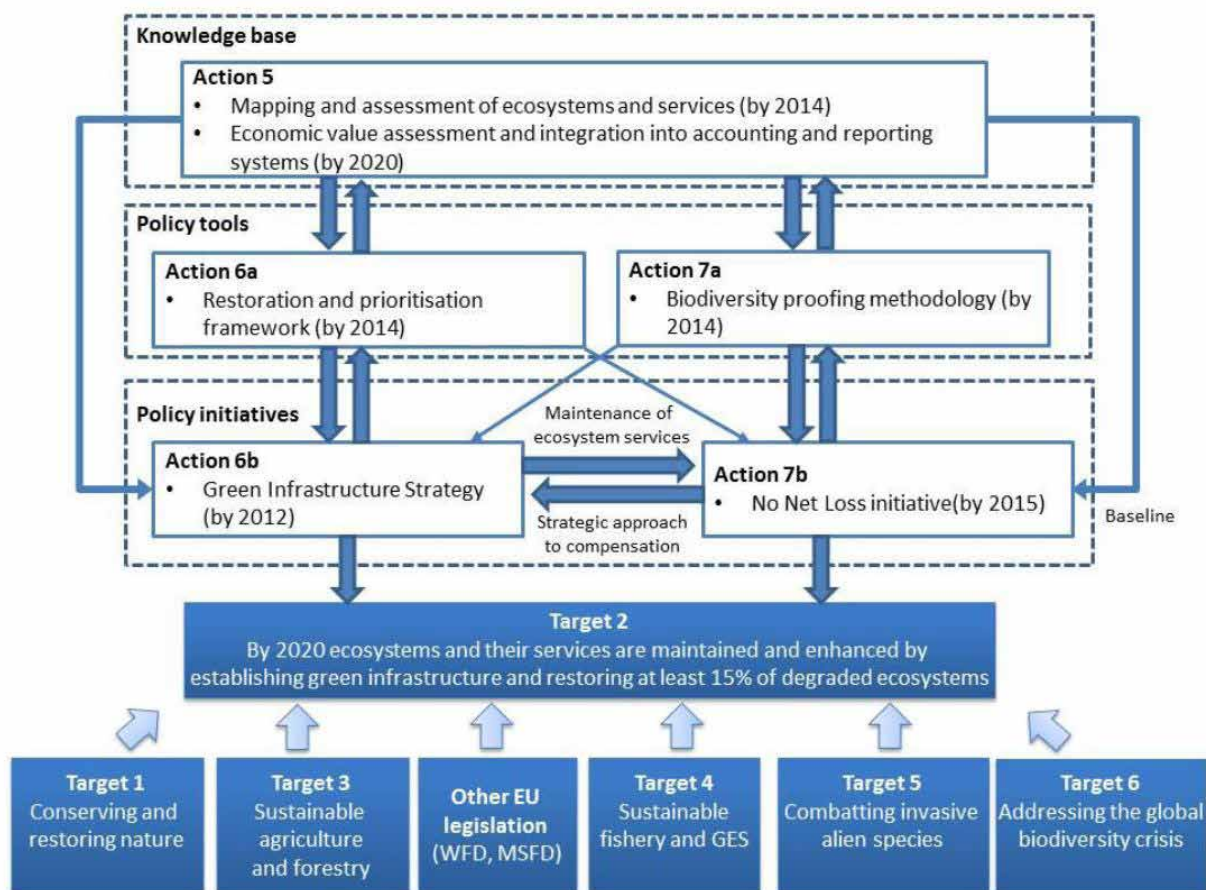 Knowledge base
Action 5
• Mapping and assessment of ecosystems and services (by 2014)
• Economic value assessment and integration into accounting and reporting
systems (by 2020)
Policy tools
Action 6a
• Restoration and prioritisation
framework (by 2014)
Action 7a
• Biodiversity proofing methodology (by
2014)
Policy initiatives
Maintenance of
ecosystem services
Action 6b
• Green Infrastructure Strategy
(by 2012)
Action 7b
• No Net Loss initiative(by 2015)
Strategic approach
to compensation
Baseline
Target 2
By 2020 ecosystems and their services are maintained and enhanced by
establishing green infrastructure and restoring at least 15% of degraded ecosystems
Target 1
Conserving and
restoring nature
Target 3
Sustainable
agriculture
and forestry
Other EU
legislation
(WFD, MSFD)
Target 4
Sustainable
fishery and GES
Target 5
Combatting invasive
alien species
Target 6
Addressing the global
biodiversity crisis